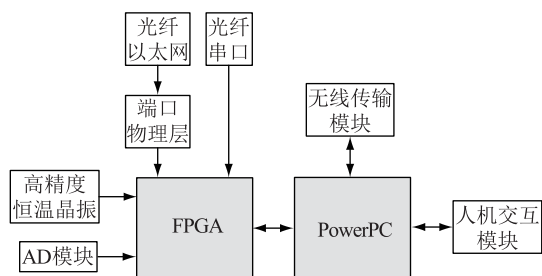 光纤
以太网
光纤
串口
端口
物理层
无线传输
模块
高精度
恒温晶振
FPGA
PowerPC
人机交互
模块
AD模块